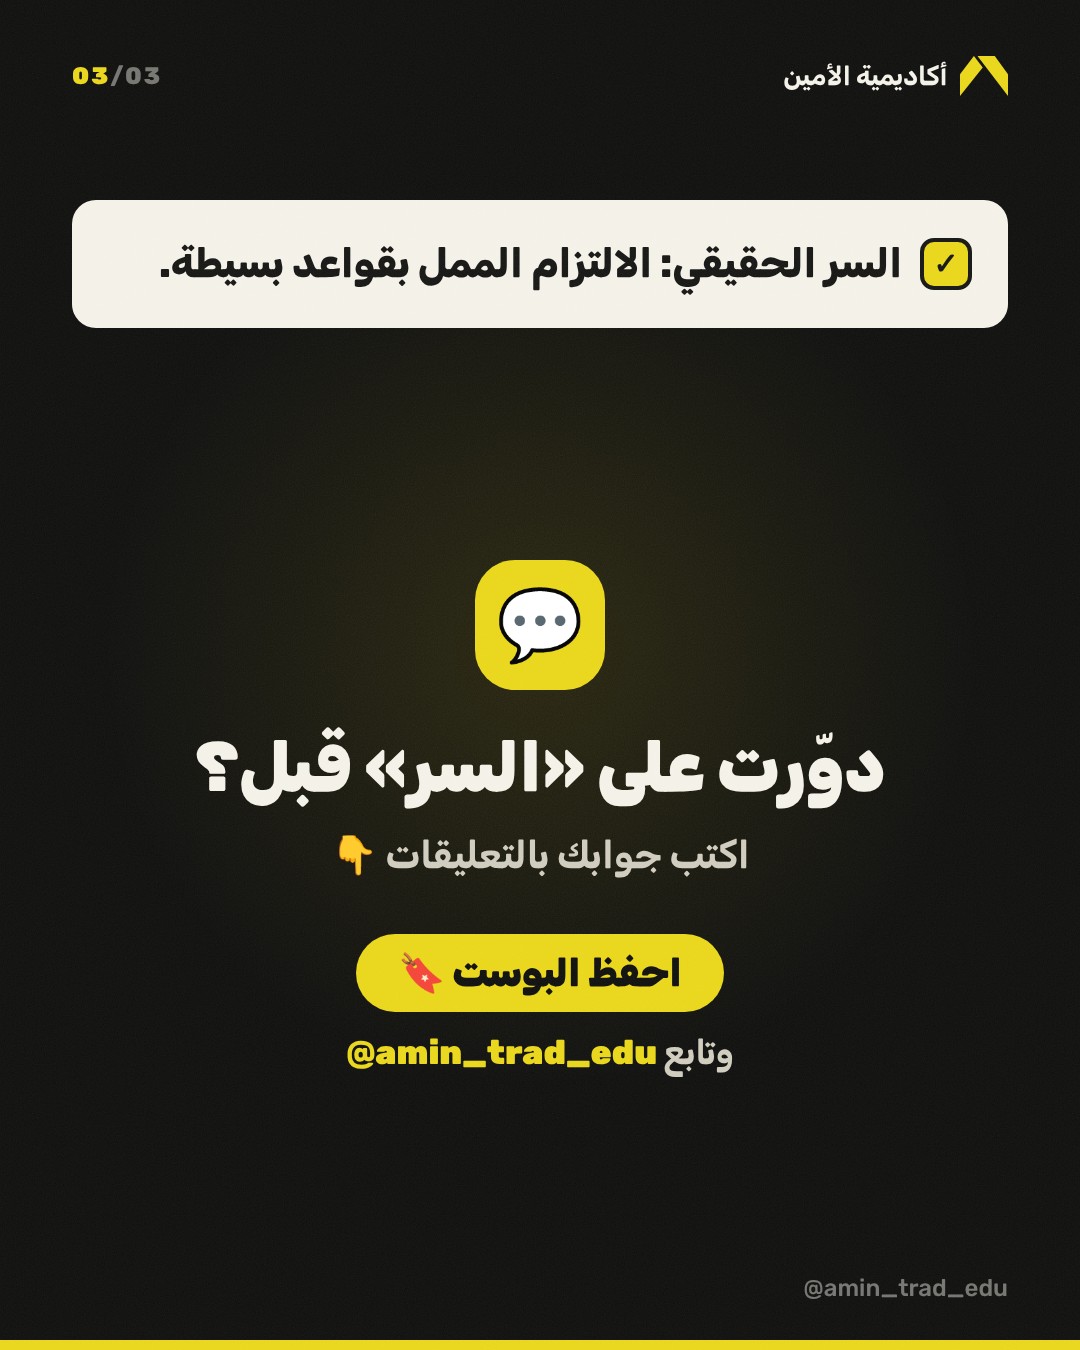 أكاديمية الأمين
03/03
✓ السر الحقيقي: الالتزام الممل بقواعد بسيطة.
دوّرت على «السر» قبل؟
اكتب جوابك بالتعليقات 👇
احفظ البوست 🔖
وتابع @amin_trad_edu
@amin_trad_edu